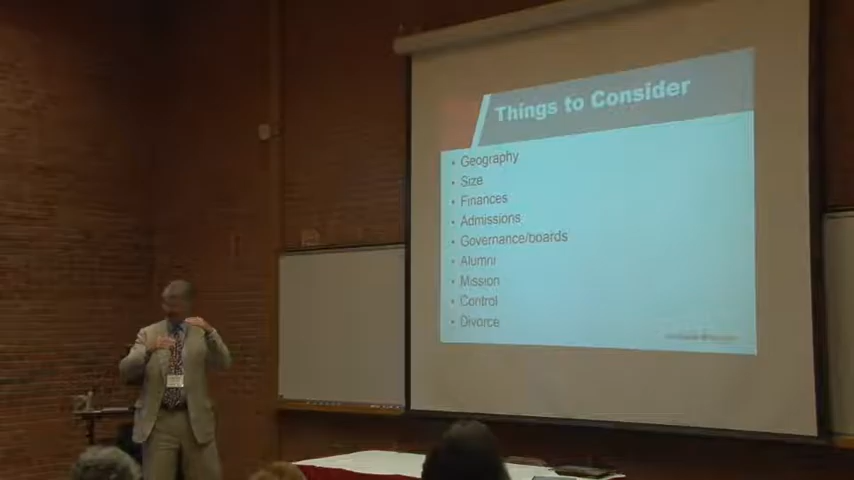 Things to Consider
• Geography
• Size
• Finances
• Admissions
• Governance/boards
• Alumni
• Mission
• Control
• Divorce